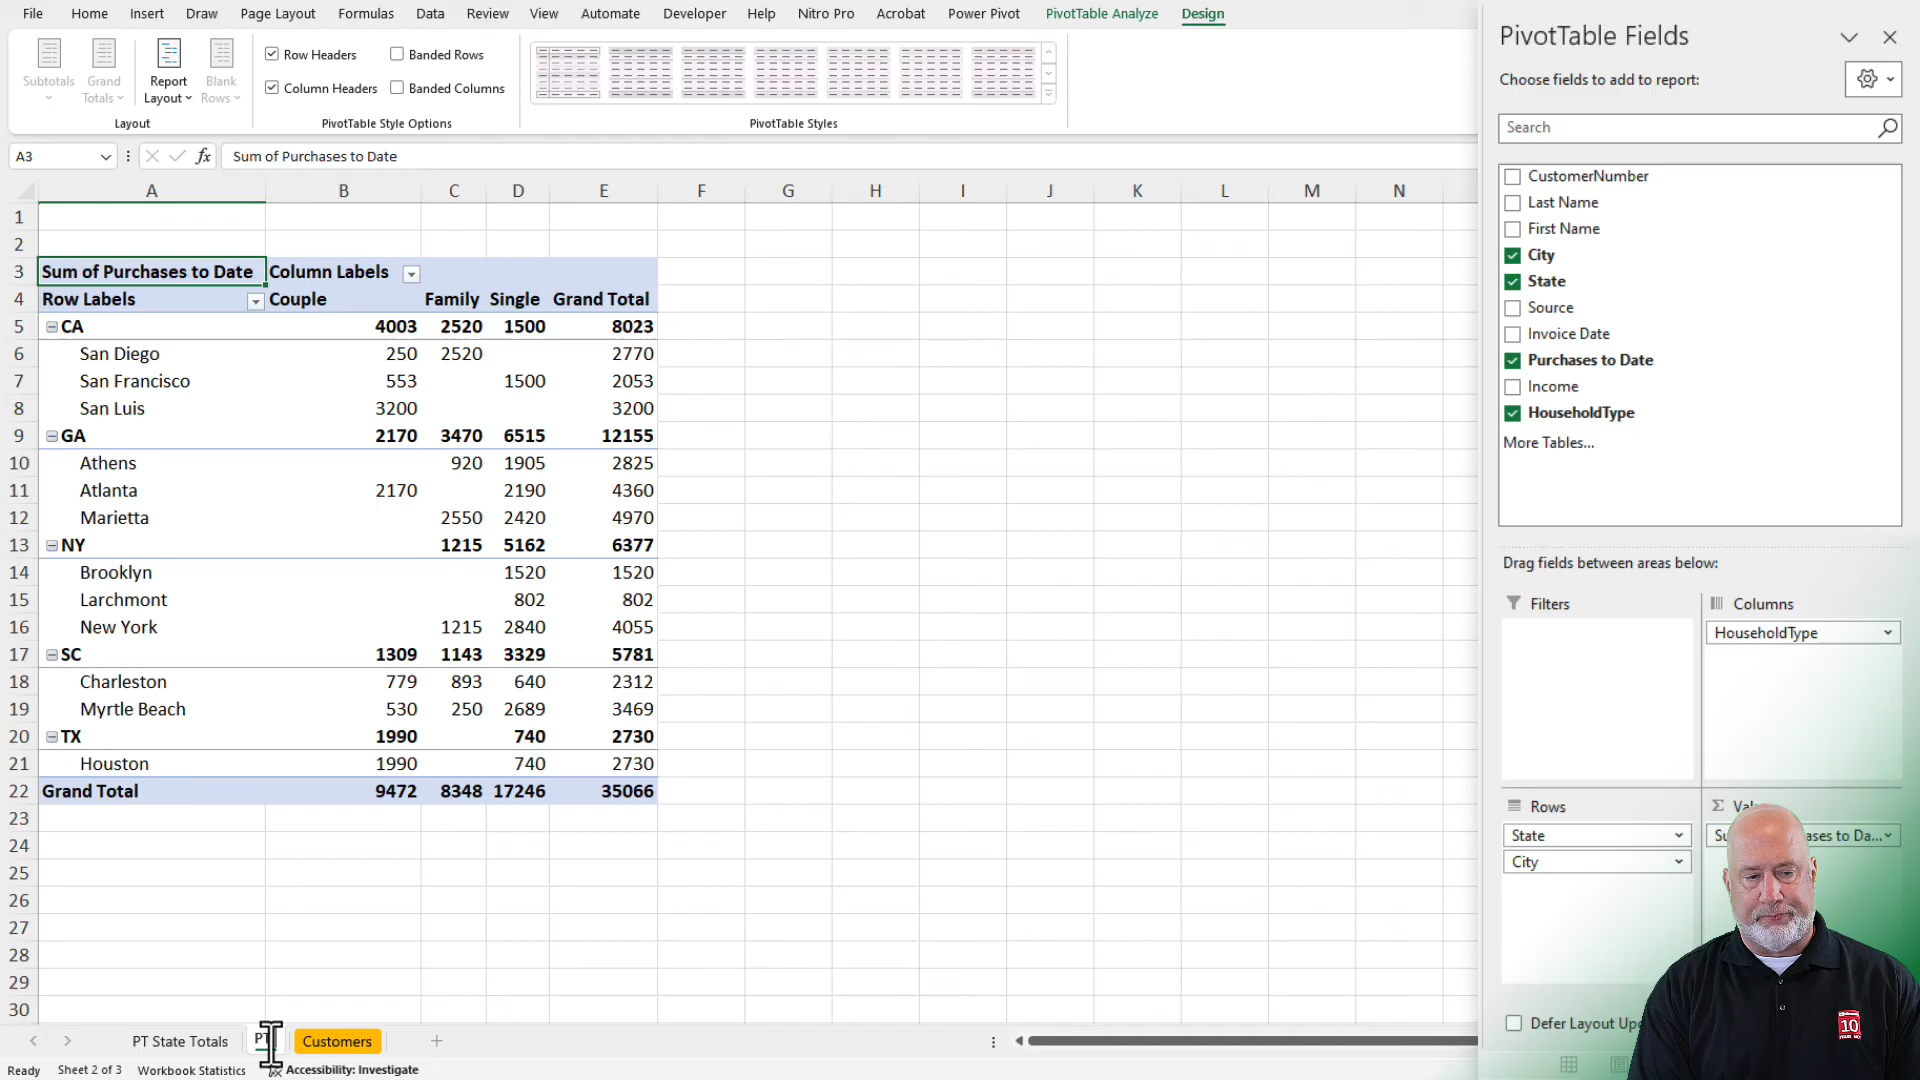 File Home Insert Draw Page Layout Formulas Data Review View Automate Developer Help Nitro Pro Acrobat Power Pivot PivotTable Analyze Design
Subtotals Grand Totals Report Layout Blank Rows
Layout
Row Headers Banded Rows
Column Headers Banded Columns
PivotTable Style Options
PivotTable Styles
A3 fx Sum of Purchases to Date
A B C D E F G H I J K L M N
1
2
3 Sum of Purchases to Date Column Labels
4 Row Labels Couple Family Single Grand Total
5 CA 4003 2520 1500 8023
6 San Diego 250 2520 2770
7 San Francisco 553 1500 2053
8 San Luis 3200 3200
9 GA 2170 3470 6515 12155
10 Athens 920 1905 2825
11 Atlanta 2170 2190 4360
12 Marietta 2550 2420 4970
13 NY 1215 5162 6377
14 Brooklyn 1520 1520
15 Larchmont 802 802
16 New York 1215 2840 4055
17 SC 1309 1143 3329 5781
18 Charleston 779 893 640 2312
19 Myrtle Beach 530 250 2689 3469
20 TX 1990 740 2730
21 Houston 1990 740 2730
22 Grand Total 9472 8348 17246 35066
23
24
25
26
27
28
29
30
PT State Totals PT Customers
Ready Sheet 2 of 3 Workbook Statistics Accessibility: Investigate
PivotTable Fields
Choose fields to add to report:
Search
CustomerNumber
Last Name
First Name
City
State
Source
Invoice Date
Purchases to Date
Income
HouseholdType
More Tables...
Drag fields between areas below:
Filters Columns
HouseholdType
Rows Σ
State
City
Defer Layout
10